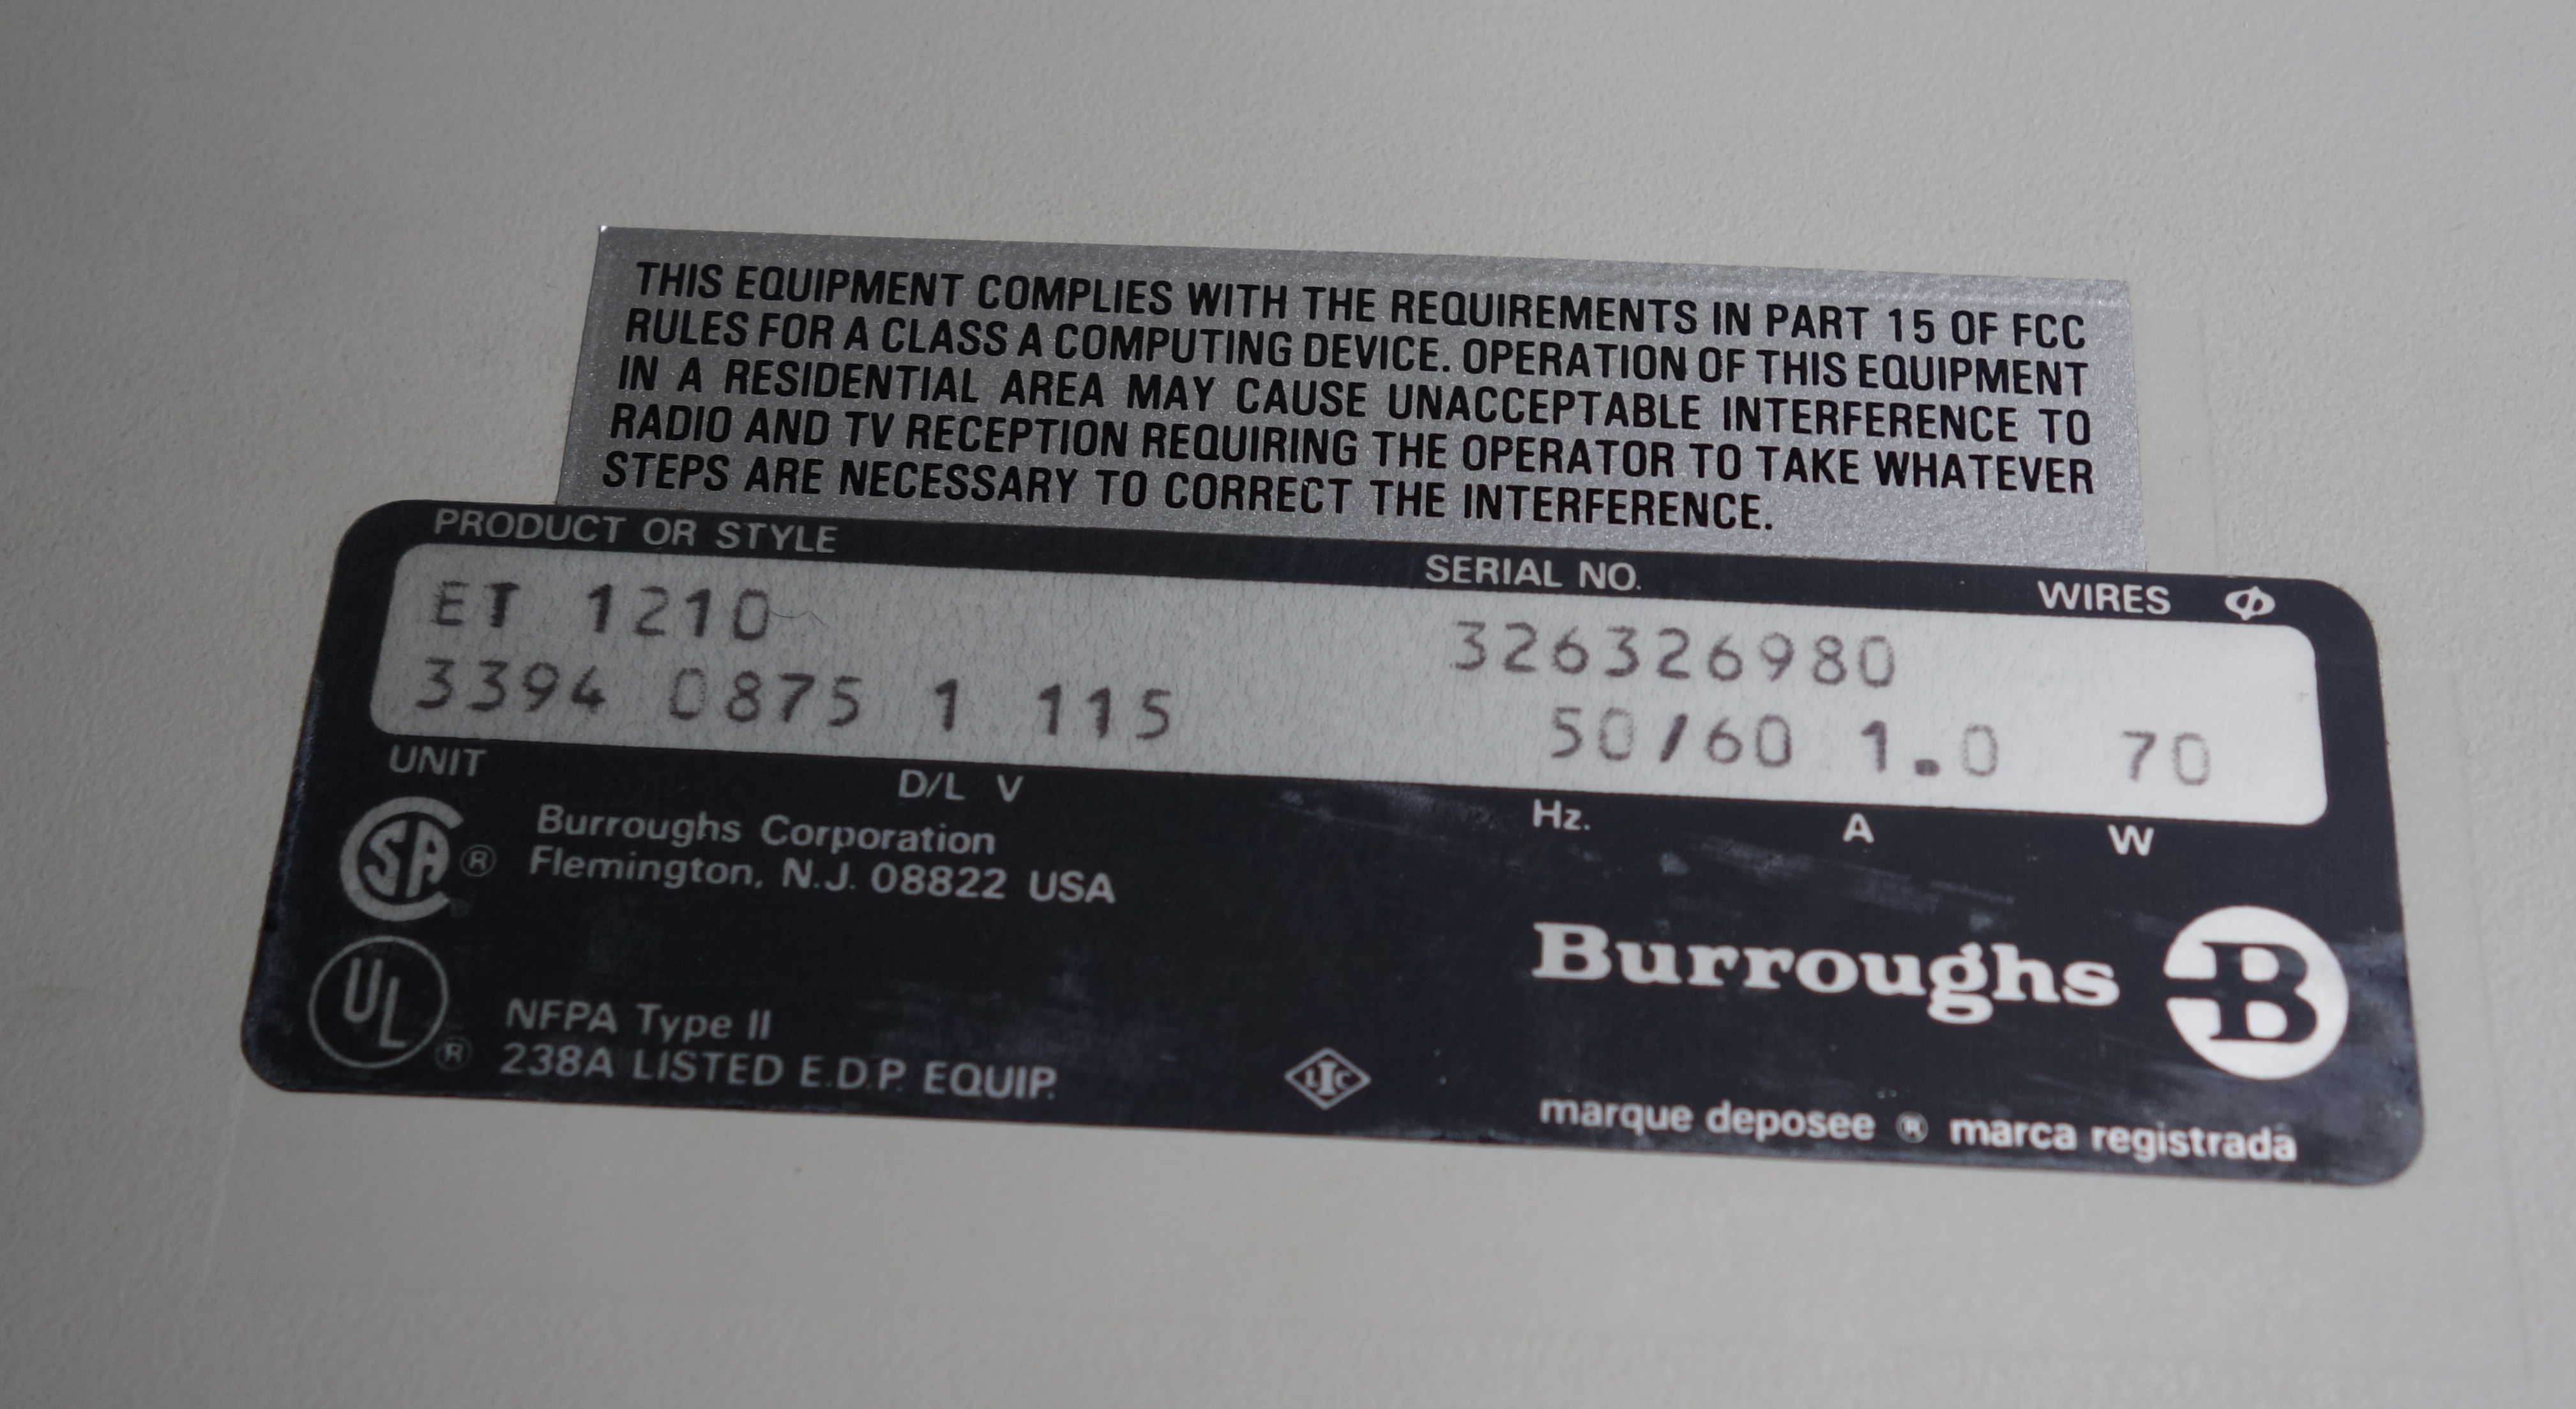 THIS EQUIPMENT COMPLIES WITH THE REQUIREMENTS IN PART 15 OF FCC
RULES FOR A CLASS A COMPUTING DEVICE. OPERATION OF THIS EQUIPMENT
IN A RESIDENTIAL AREA MAY CAUSE UNACCEPTABLE INTERFERENCE TO
RADIO AND TV RECEPTION REQUIRING THE OPERATOR TO TAKE WHATEVER
STEPS ARE NECESSARY TO CORRECT THE INTERFERENCE.
PRODUCT OR STYLE SERIAL NO. WIRES Φ
ET 1210 326326980
3394 0875 1 115 50/60 1.0 70
UNIT D/L V Hz. A W
SA ®
Burroughs Corporation
Flemington, N.J. 08822 USA
Burroughs B
UL ®
NFPA Type II
238A LISTED E.D.P. EQUIP.
marque deposee ® marca registrada